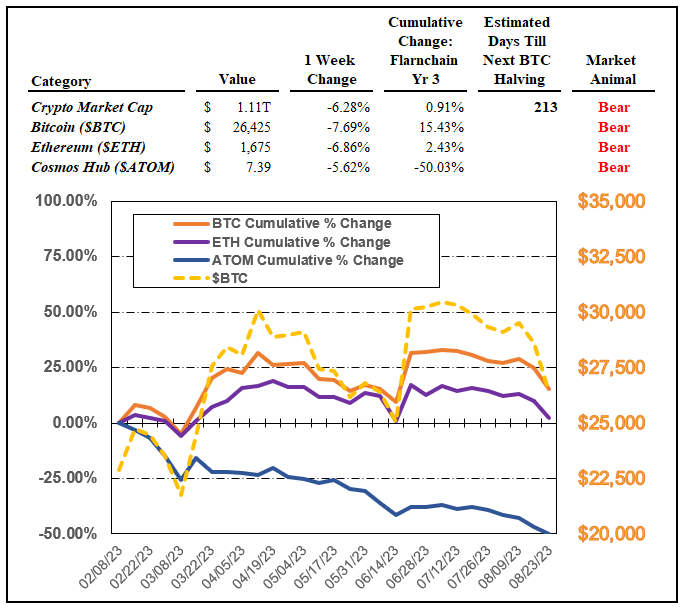 Cumulative Estimated
Change: Days Till
1 Week Flarnchain Next BTC Market
Category Value Change Yr 3 Halving Animal
Crypto Market Cap $ 1.11T -6.28% 0.91% 213 Bear
Bitcoin ($BTC) $ 26,425 -7.69% 15.43% Bear
Ethereum ($ETH) $ 1,675 -6.86% 2.43% Bear
Cosmos Hub ($ATOM) $ 7.39 -5.62% -50.03% Bear
100.00% $35,000
BTC Cumulative % Change
ETH Cumulative % Change
75.00% $32,500
ATOM Cumulative % Change
$BTC
50.00% $30,000
25.00% $27,500
0.00% $25,000
-25.00% $22,500
-50.00% $20,000
02/08/23 02/22/23 03/08/23 03/22/23 04/05/23 04/19/23 05/04/23 05/17/23 05/31/23 06/14/23 06/28/23 07/12/23 07/26/23 08/09/23 08/23/23